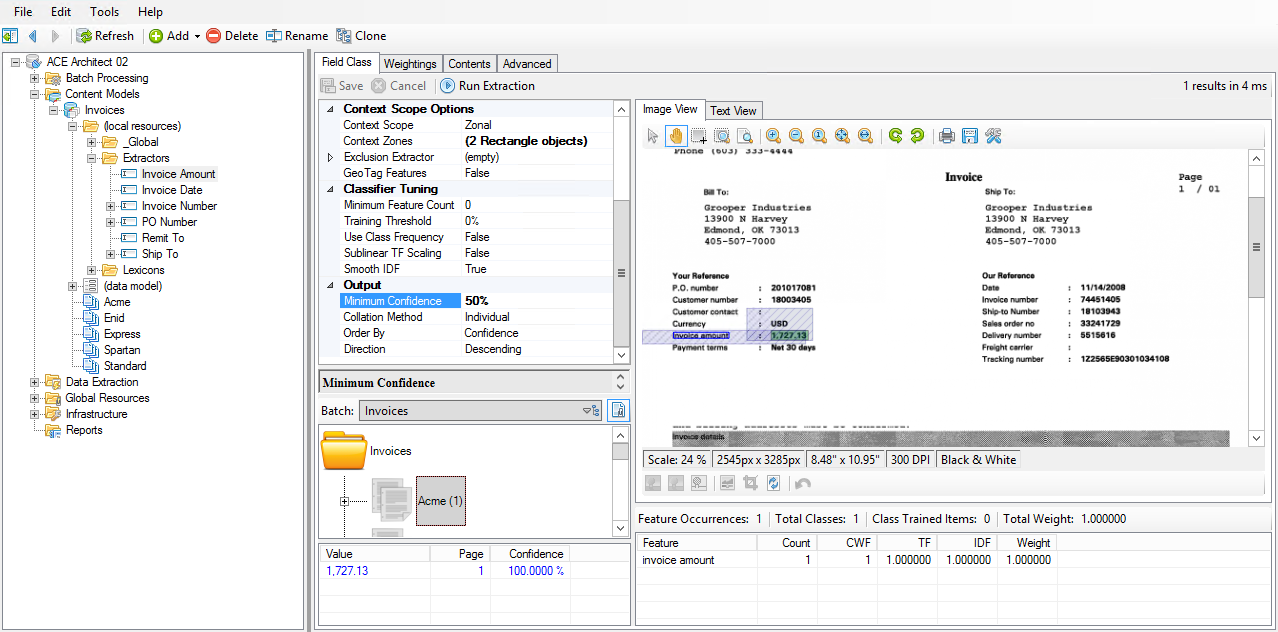 File Edit Tools Help
Refresh Add Delete Rename Clone
ACE Architect 02
Batch Processing
Content Models
Invoices
(local resources)
_Global
Extractors
Invoice Amount
Invoice Date
Invoice Number
PO Number
Remit To
Ship To
Lexicons
(data model)
Acme
Enid
Express
Spartan
Standard
Data Extraction
Global Resources
Infrastructure
Reports
Field Class Weightings Contents Advanced
Save Cancel Run Extraction 1 results in 4 ms
Context Scope Options
Context Scope Zonal
Context Zones (2 Rectangle objects)
Exclusion Extractor (empty)
GeoTag Features False
Classifier Tuning
Minimum Feature Count 0
Training Threshold 0%
Use Class Frequency False
Sublinear TF Scaling False
Smooth IDF True
Output
Minimum Confidence 50%
Collation Method Individual
Order By Confidence
Direction Descending
Minimum Confidence
Batch: Invoices
Invoices
Acme (1)
Value Page Confidence
1,727.13 1 100.0000 %
Image View Text View
Phone (603) 333-4444
Invoice Page
1 / 01
Bill To: Ship To:
Grooper Industries Grooper Industries
13900 N Harvey 13900 N Harvey
Edmond, OK 73013 Edmond, OK 73013
405-507-7000 405-507-7000
Your Reference Our Reference
P.O. number : 201017081 Date : 11/14/2008
Customer number : 18003405 Invoice number : 74451405
Customer contact : Ship-to Number : 18103943
Currency : USD Sales order no : 33241729
Invoice amount : 1,727.13 Delivery number : 5515616
Payment terms : Net 30 days Freight carrier :
Tracking number : 1Z2565E90301034108
Invoice details
Scale: 24 % 2545px x 3285px 8.48" x 10.95" 300 DPI Black & White
Feature Occurrences: 1 Total Classes: 1 Class Trained Items: 0 Total Weight: 1.000000
Feature Count CWF TF IDF Weight
invoice amount 1 1 1.000000 1.000000 1.000000